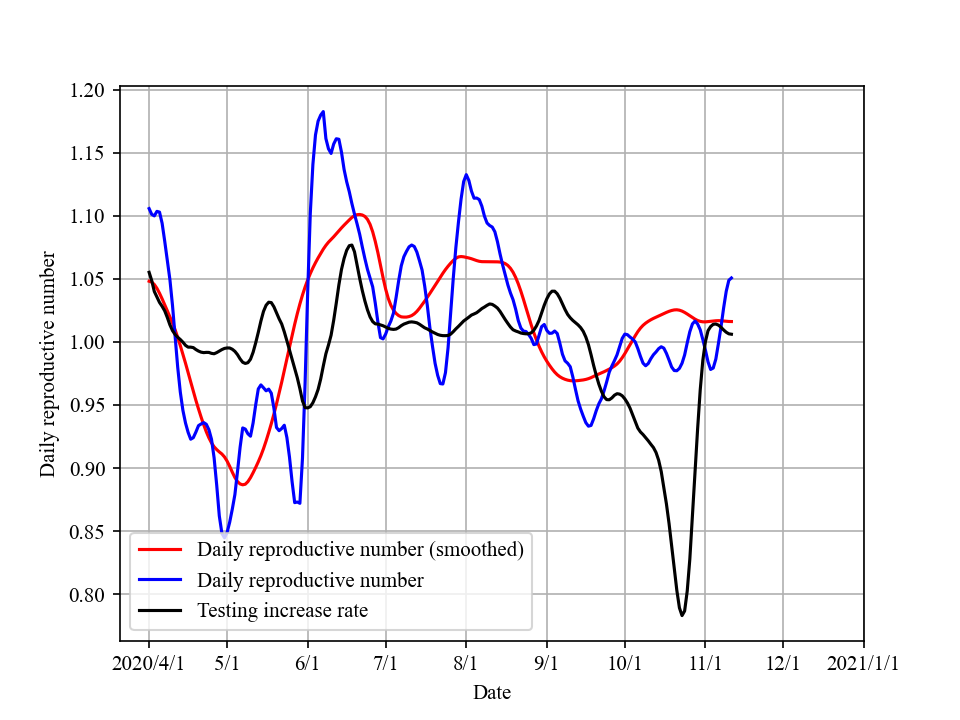 1.20
1.15
1.10
1.05
1.00
0.95
0.90
0.85
0.80
Daily reproductive number
Daily reproductive number (smoothed)
Daily reproductive number
Testing increase rate
2020/4/1 5/1 6/1 7/1 8/1 9/1 10/1 11/1 12/1 2021/1/1
Date